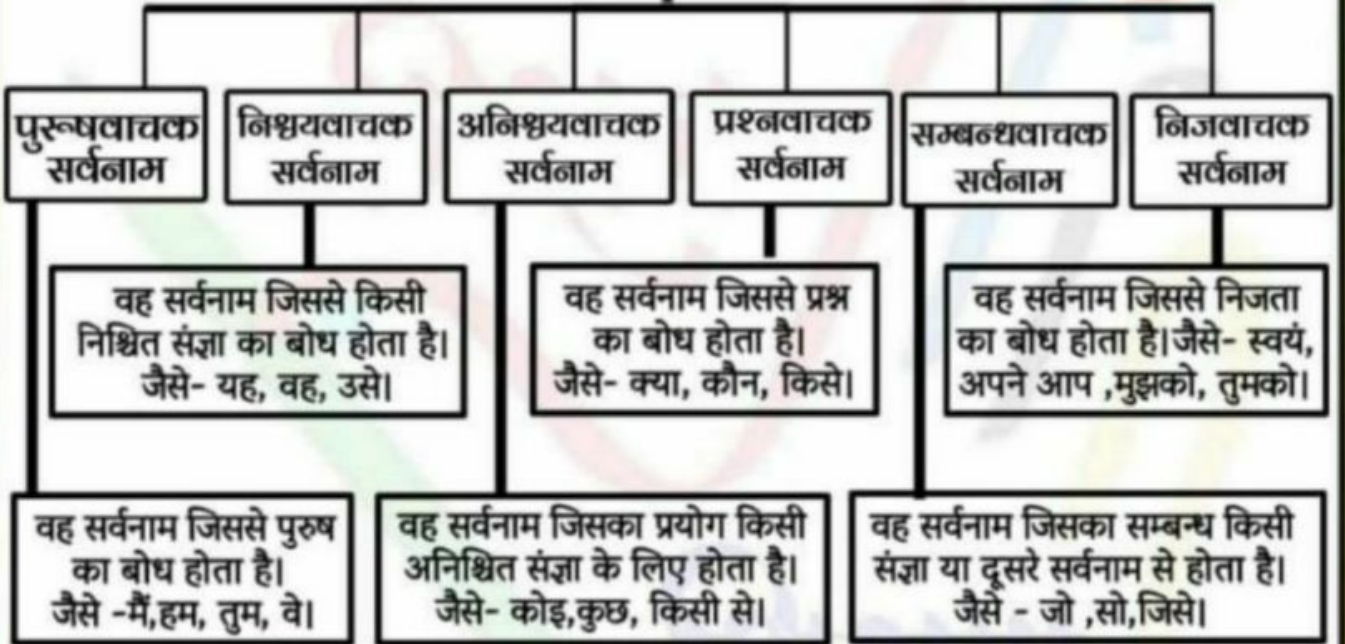 पुरूषवाचक
सर्वनाम
निश्चयवाचक
सर्वनाम
अनिश्चयवाचक
सर्वनाम
प्रश्नवाचक
सर्वनाम
सम्बन्धवाचक
सर्वनाम
निजवाचक
सर्वनाम
वह सर्वनाम जिससे किसी
निश्चित संज्ञा का बोध होता है।
जैसे- यह, वह, उसे।
वह सर्वनाम जिससे प्रश्न
का बोध होता है।
जैसे- क्या, कौन, किसे।
वह सर्वनाम जिससे निजता
का बोध होता है।जैसे- स्वयं,
अपने आप ,मुझको, तुमको।
वह सर्वनाम जिससे पुरुष
का बोध होता है।
जैसे -मैं,हम, तुम, वे।
वह सर्वनाम जिसका प्रयोग किसी
अनिश्चित संज्ञा के लिए होता है।
जैसे- कोइ,कुछ, किसी से।
वह सर्वनाम जिसका सम्बन्ध किसी
संज्ञा या दूसरे सर्वनाम से होता है।
जैसे - जो ,सो,जिसे।